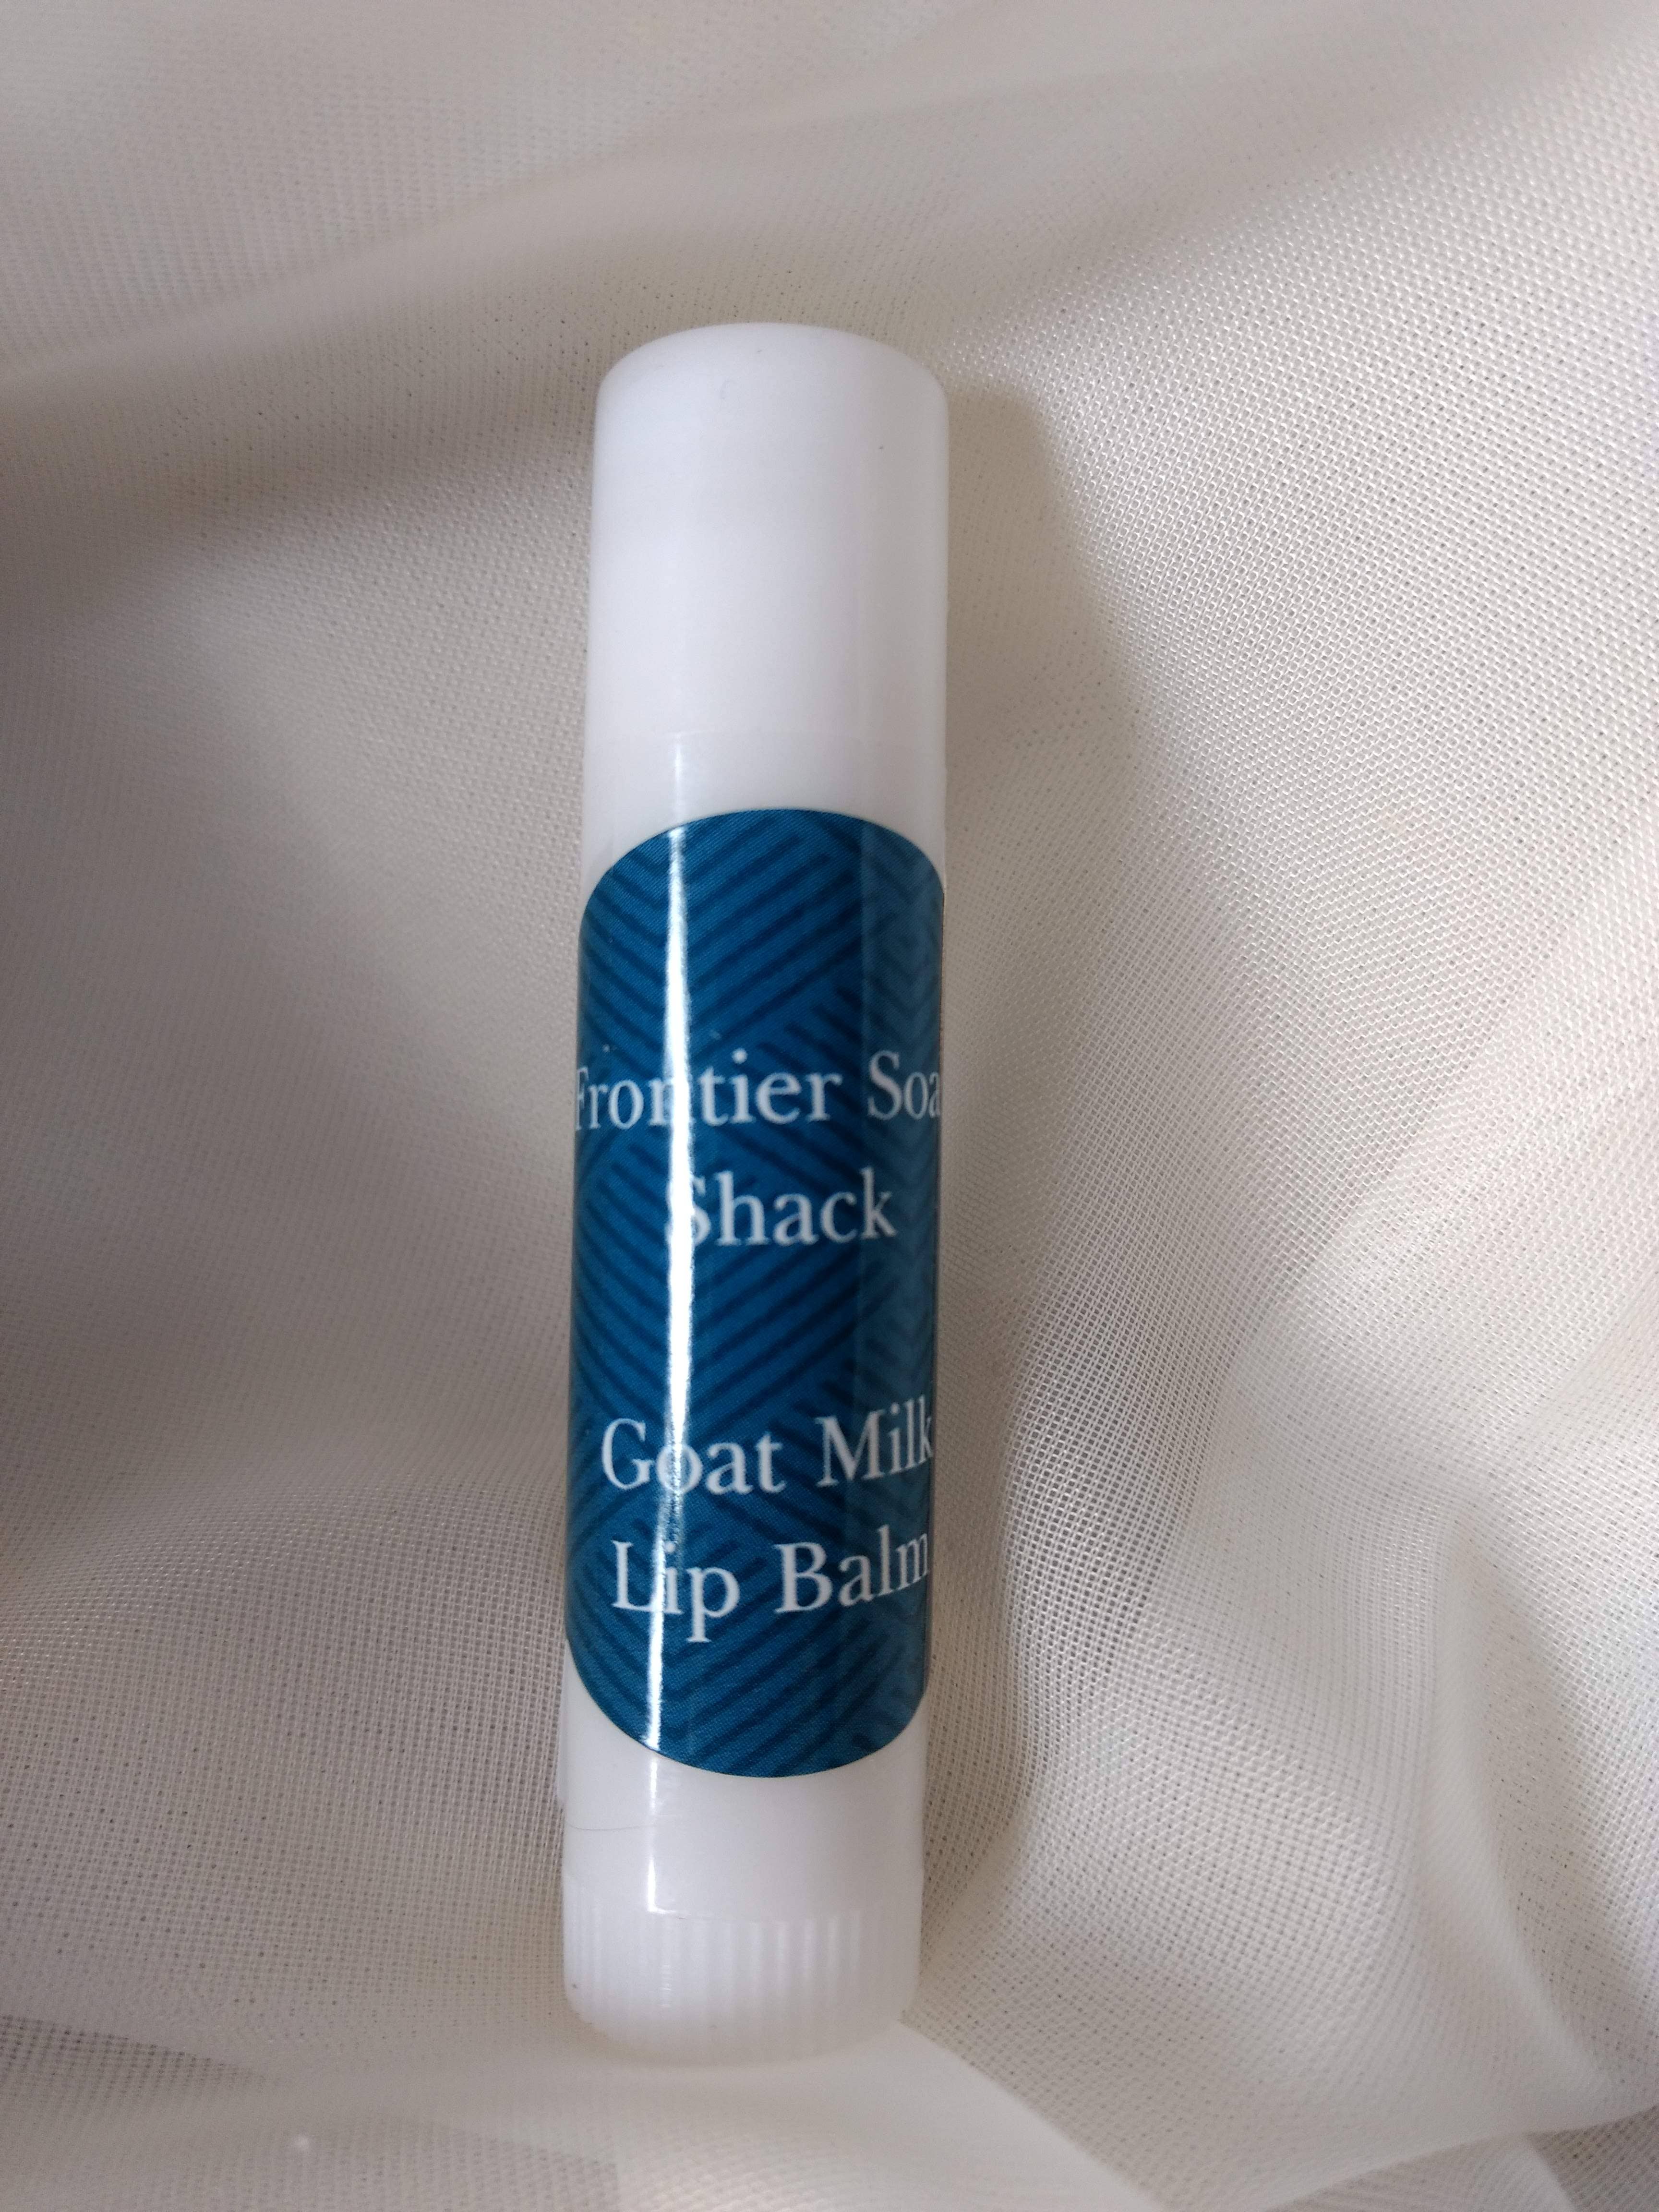 Frontier Soa
Shack
Goat Milk
Lip Balm